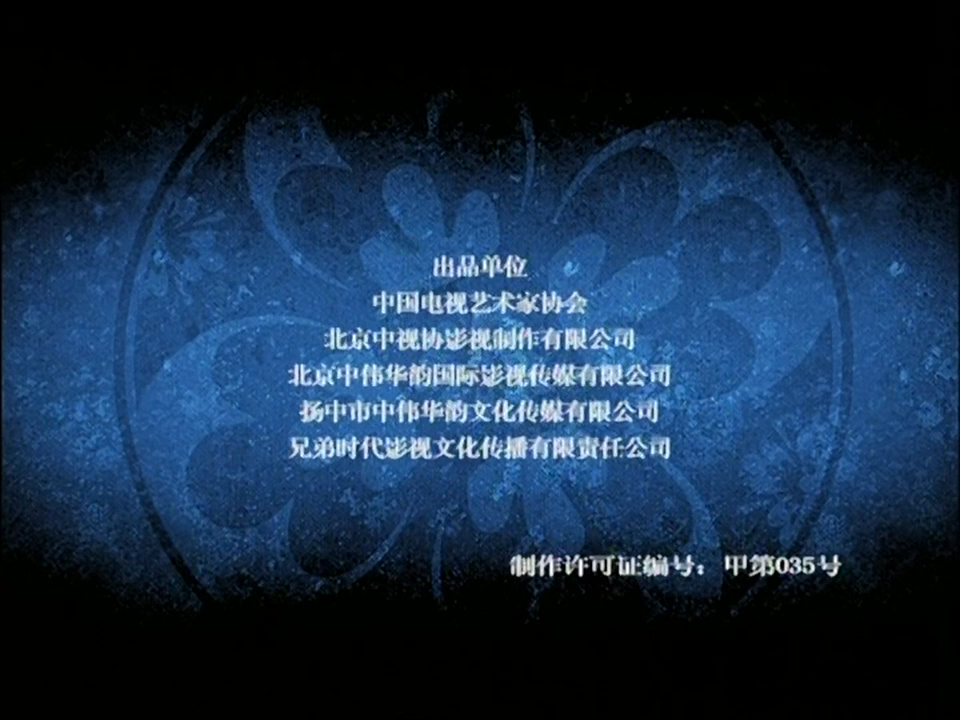 出品单位
中国电视艺术家协会
北京中视协影视制作有限公司
北京中伟华韵国际影视传媒有限公司
扬中市中伟华韵文化传媒有限公司
兄弟时代影视文化传播有限责任公司
制作许可证编号：甲第035号